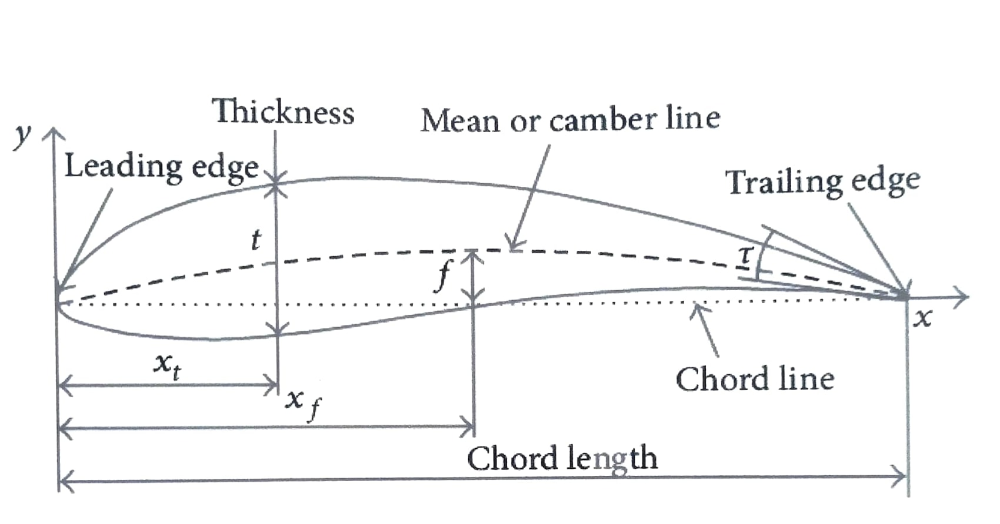 Thickness
Mean or camber line
y
Leading edge
Trailing edge
t
f
τ
x
x_t
Chord line
x_f
Chord length